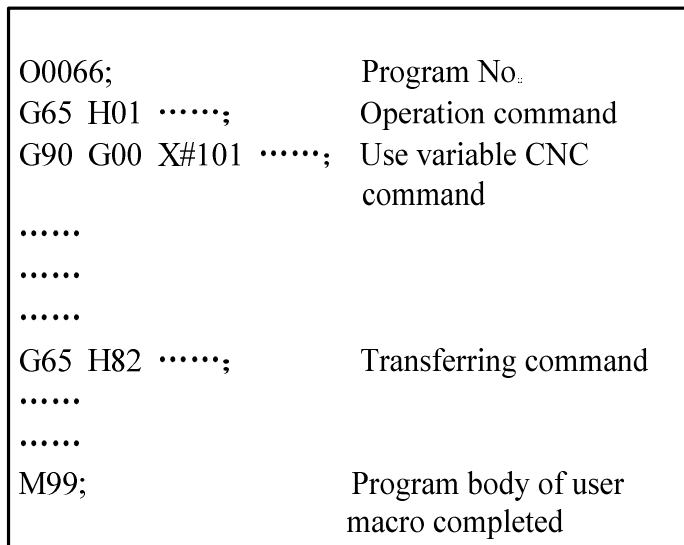 O0066; Program No.:
G65 H01 ……; Operation command
G90 G00 X#101 ……; Use variable CNC
command
……
……
……
G65 H82 ……; Transferring command
……
……
M99; Program body of user
macro completed